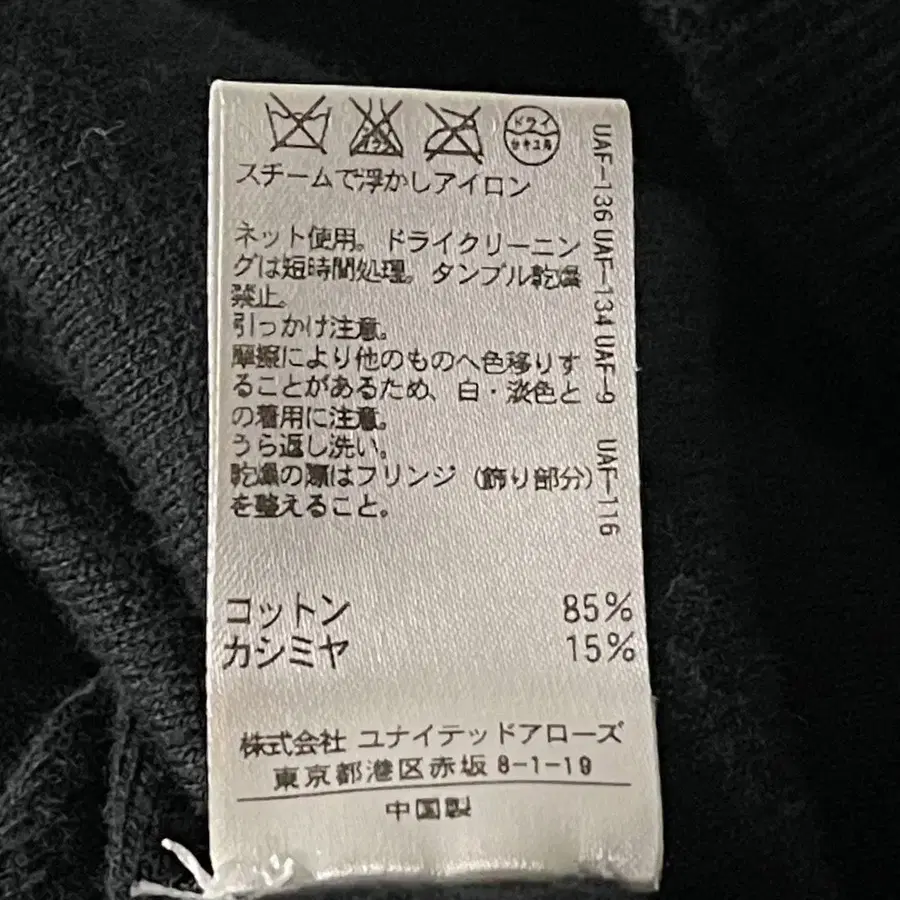 エンソ
ドライ
セキユ系
スチームで浮かしアイロン
ネット使用。ドライクリーニン
グは短時間処理。タンブル乾燥
禁止。
引っかけ注意。
摩擦により他のものへ色移りす
ることがあるため、白・淡色と
の着用に注意。
うら返し洗い。
乾燥の際はフリンジ（飾り部分）
を整えること。
コットン 85%
カシミヤ 15%
株式会社 ユナイテッドアローズ
東京都港区赤坂 8-1-19
中国製
UAF-136 UAF-134 UAF-9 UAF-116